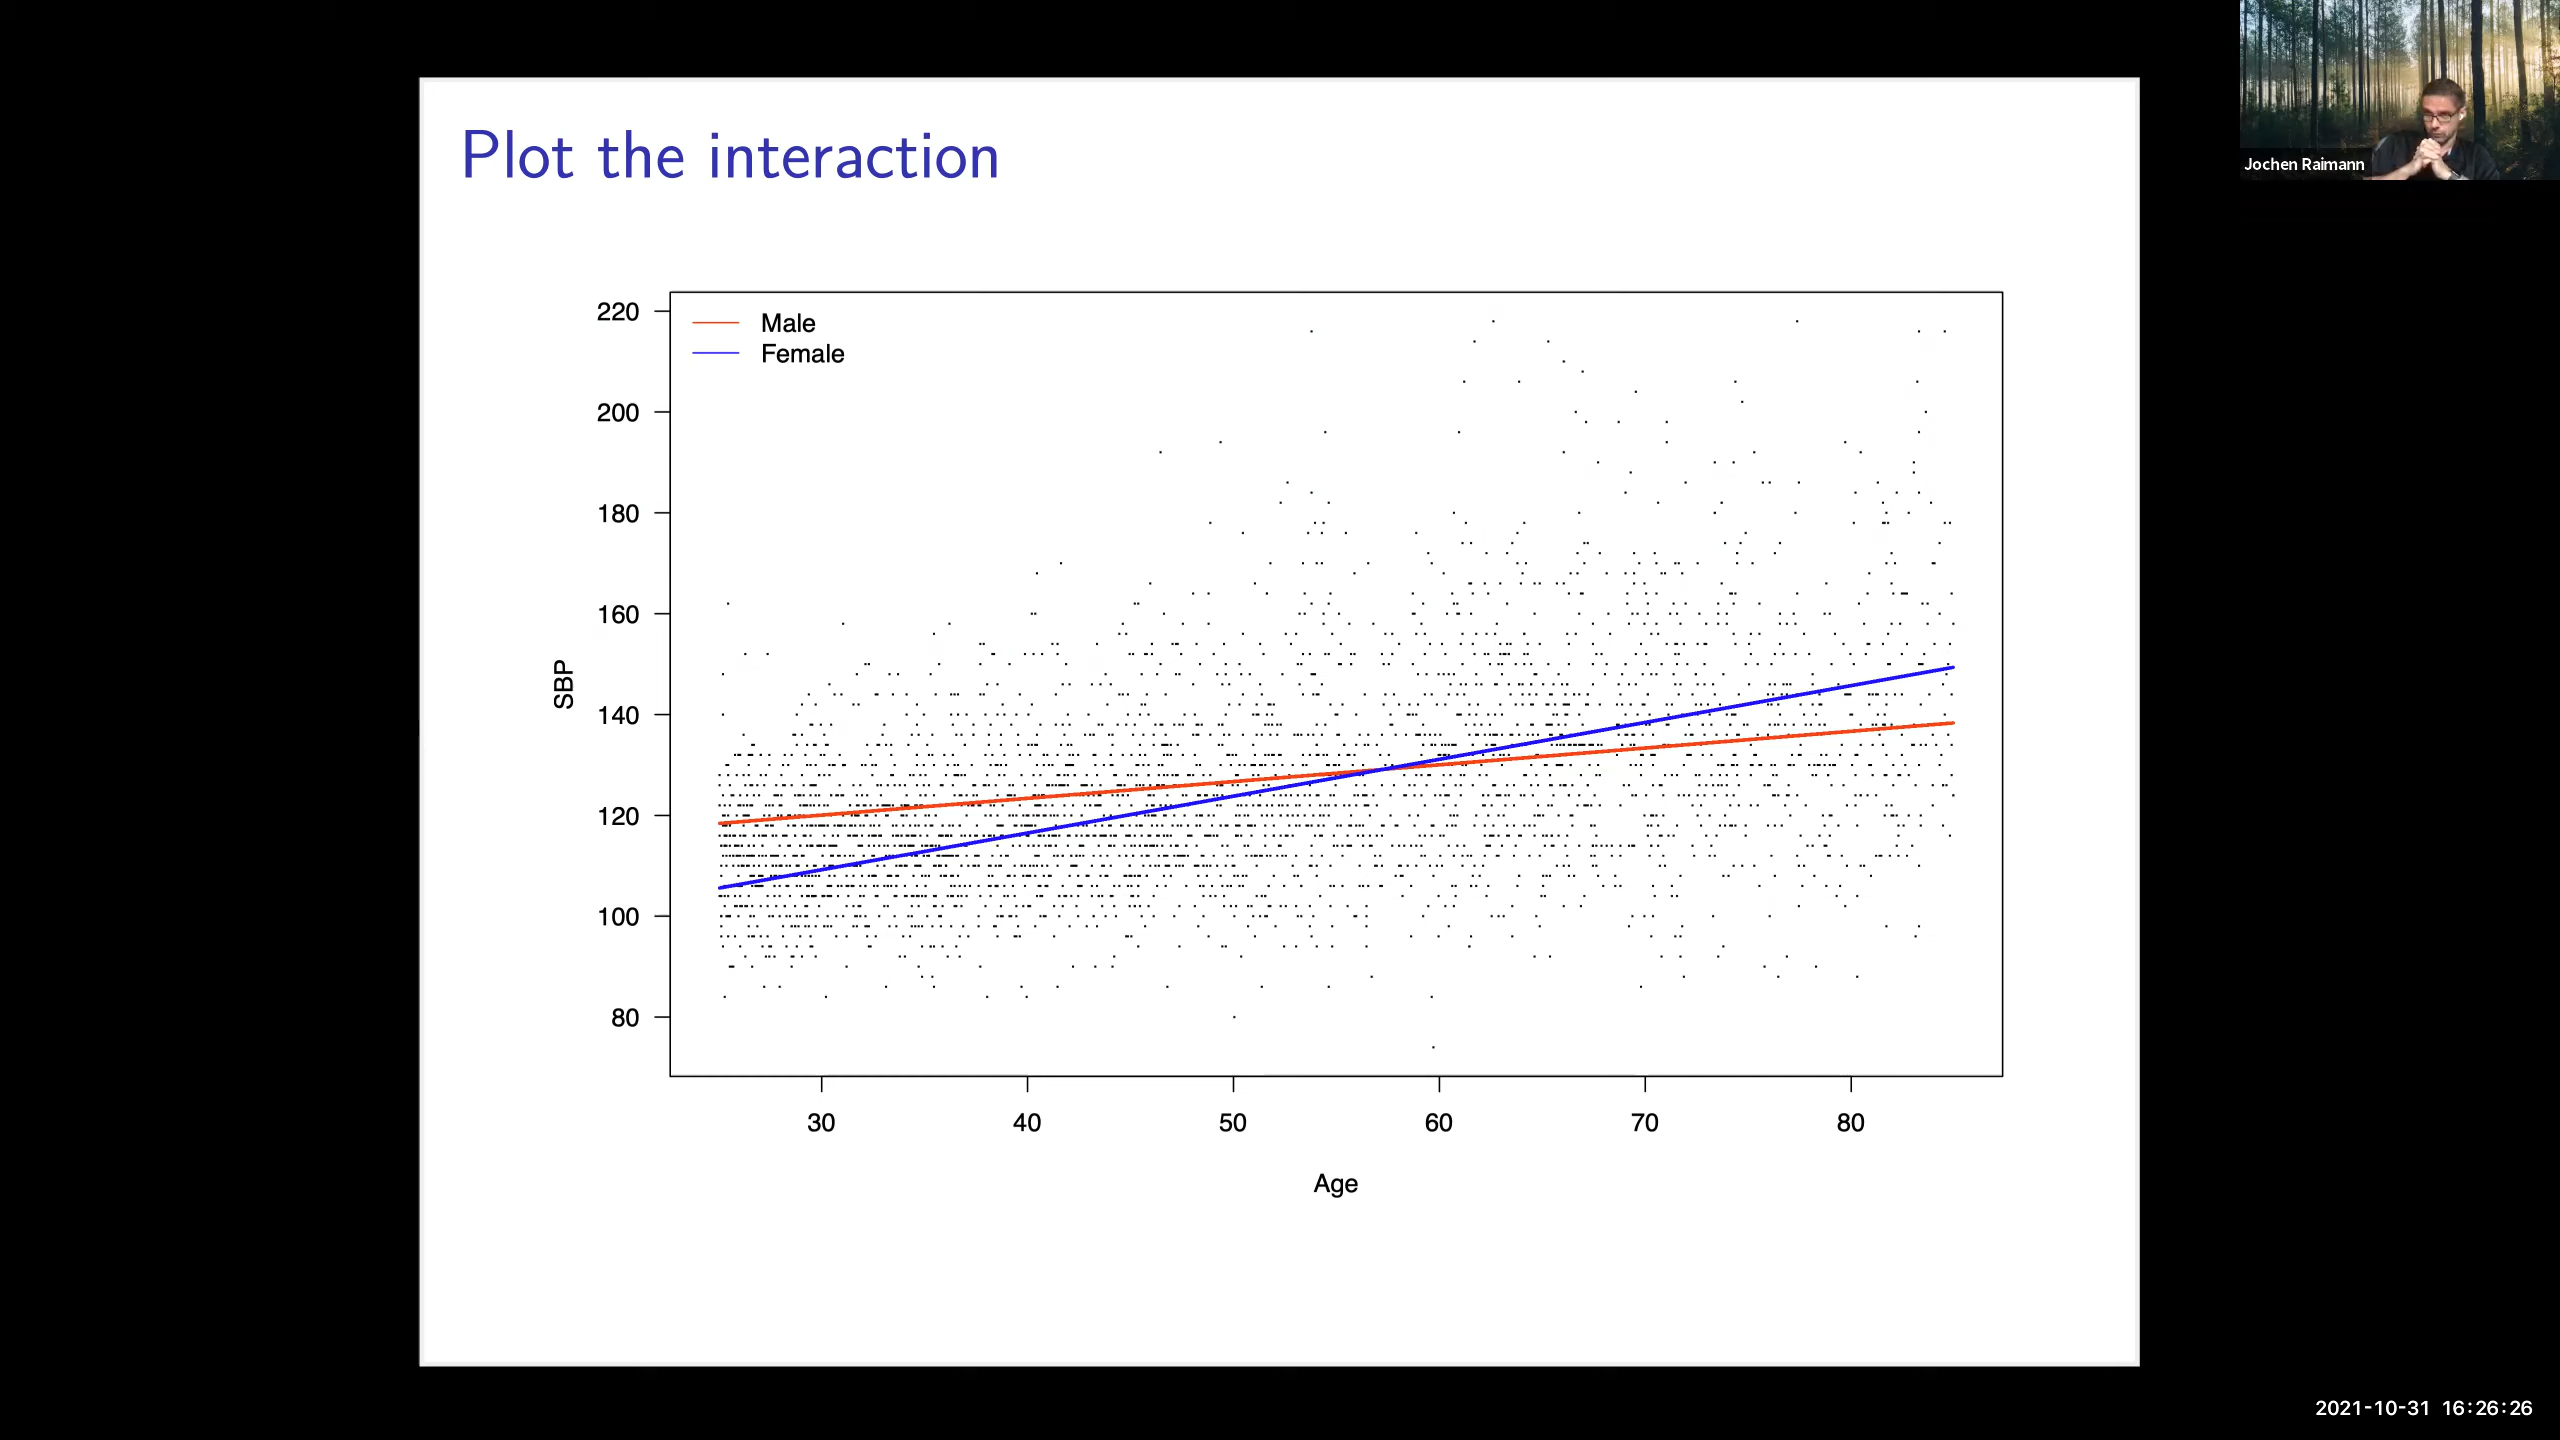 Plot the interaction
Jochen Raimann
Male
Female
220
200
180
160
140
120
100
80
SBP
30 40 50 60 70 80
Age
2021-10-31 16:26:26